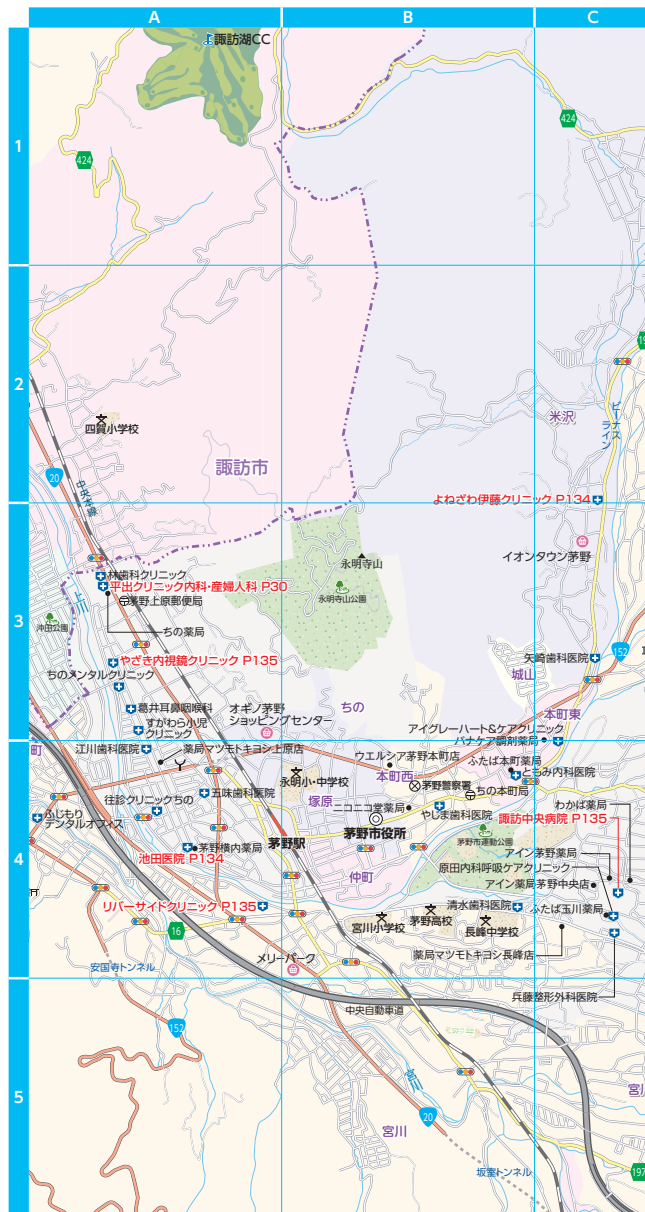 A
B
C
諏訪湖CC
1
424
424
2
四賀小学校
20
中央本線
諏訪市
米沢
ビーナス
ライン
よねざわ伊藤クリニック P134
イオンタウン茅野
3
林歯科クリニック
平出クリニック内科・産婦人科 P30
茅野上原郵便局
上川
沖田公園
ちの薬局
永明寺山
永明寺山公園
やざき内視鏡クリニック P135
ちのメンタルクリニック
矢崎歯科医院
152
城山
葛井耳鼻咽喉科
すがわら小児
クリニック
オギノ茅野
ショッピングセンター
ちの
本町東
アイグレーハート&ケアクリニック
パナケア調剤薬局
町
江川歯科医院
薬局マツモトキヨシ上原店
ウエルシア茅野本町店
ふたば本町薬局
ともみ内科医院
4
永明小・中学校
本町西
茅野警察署
ちの本町局
往診クリニックちの
五味歯科医院
塚原
ニコニコ堂薬局
わかば薬局
ふじもり
デンタルオフィス
やじま歯科医院
諏訪中央病院 P135
茅野駅
茅野市役所
茅野市運動公園
池田医院 P134
茅野横内薬局
アイン茅野薬局
原田内科呼吸ケアクリニック
仲町
アイン薬局茅野中央店
リバーサイドクリニック P135
清水歯科医院
ふたば玉川薬局
16
宮川小学校
茅野高校
長峰中学校
メリーパーク
薬局マツモトキヨシ長峰店
安国寺トンネル
兵藤整形外科医院
中央自動車道
152
5
宮川
20
宮川
坂室トンネル
197